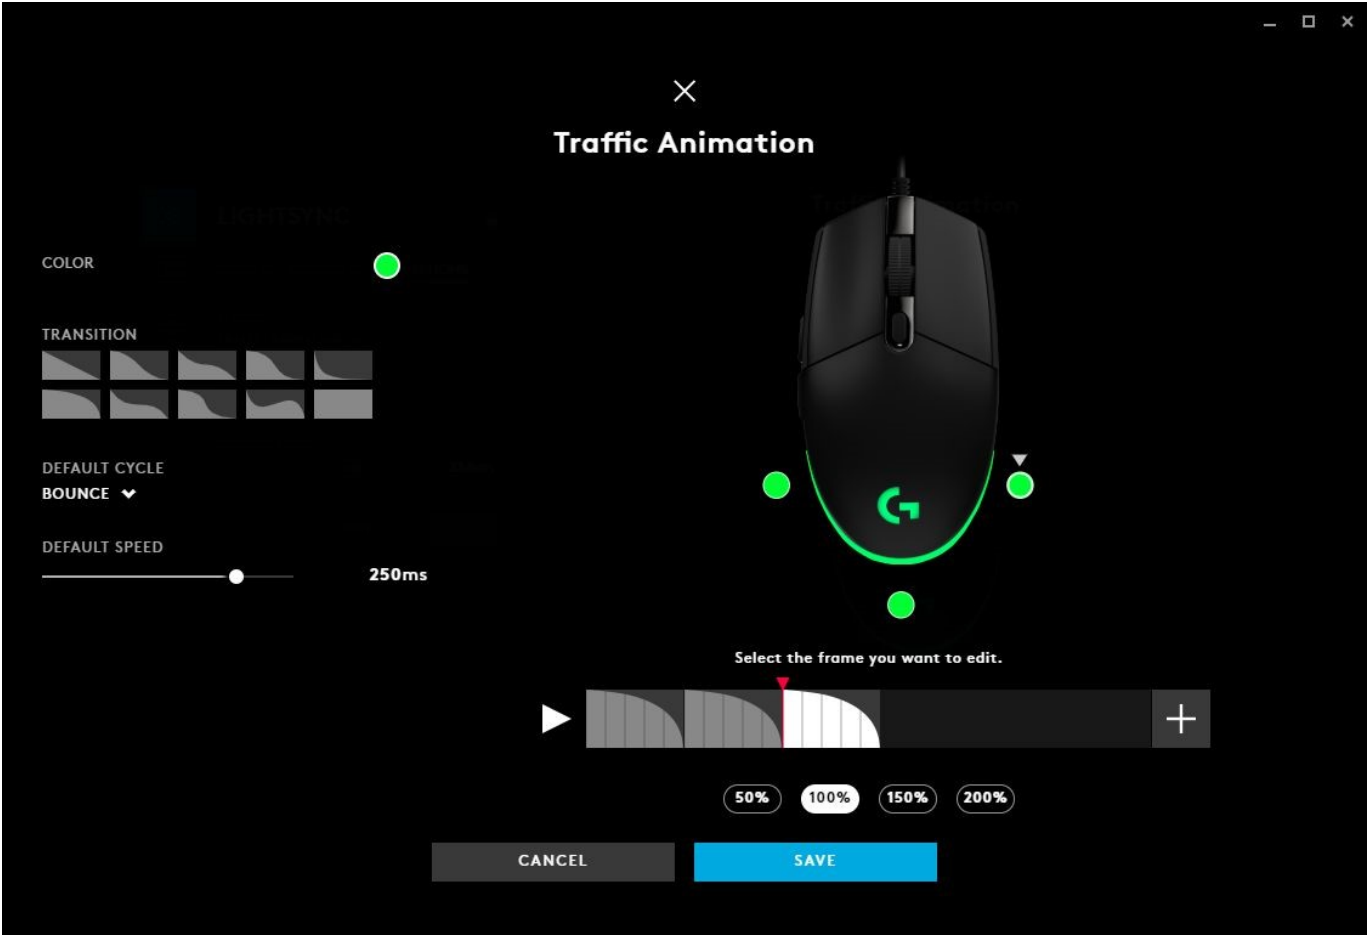 Traffic Animation
LIGHTSYNC
COLOR
TRANSITION
DEFAULT CYCLE
BOUNCE
DEFAULT SPEED
250ms
Select the frame you want to edit.
50% 100% 150% 200%
CANCEL SAVE